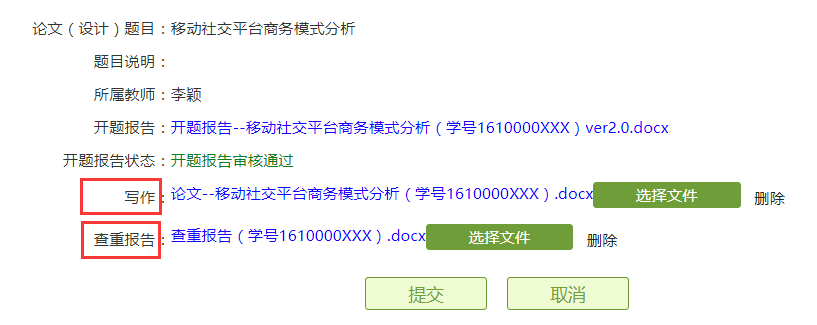 论文（设计）题目：移动社交平台商务模式分析
题目说明：
所属教师：李颖
开题报告：开题报告--移动社交平台商务模式分析（学号1610000XXX）ver2.0.docx
开题报告状态：开题报告审核通过
写作：论文--移动社交平台商务模式分析（学号1610000XXX）.docx 选择文件 删除
查重报告：查重报告（学号1610000XXX）.docx 选择文件 删除
提交 取消